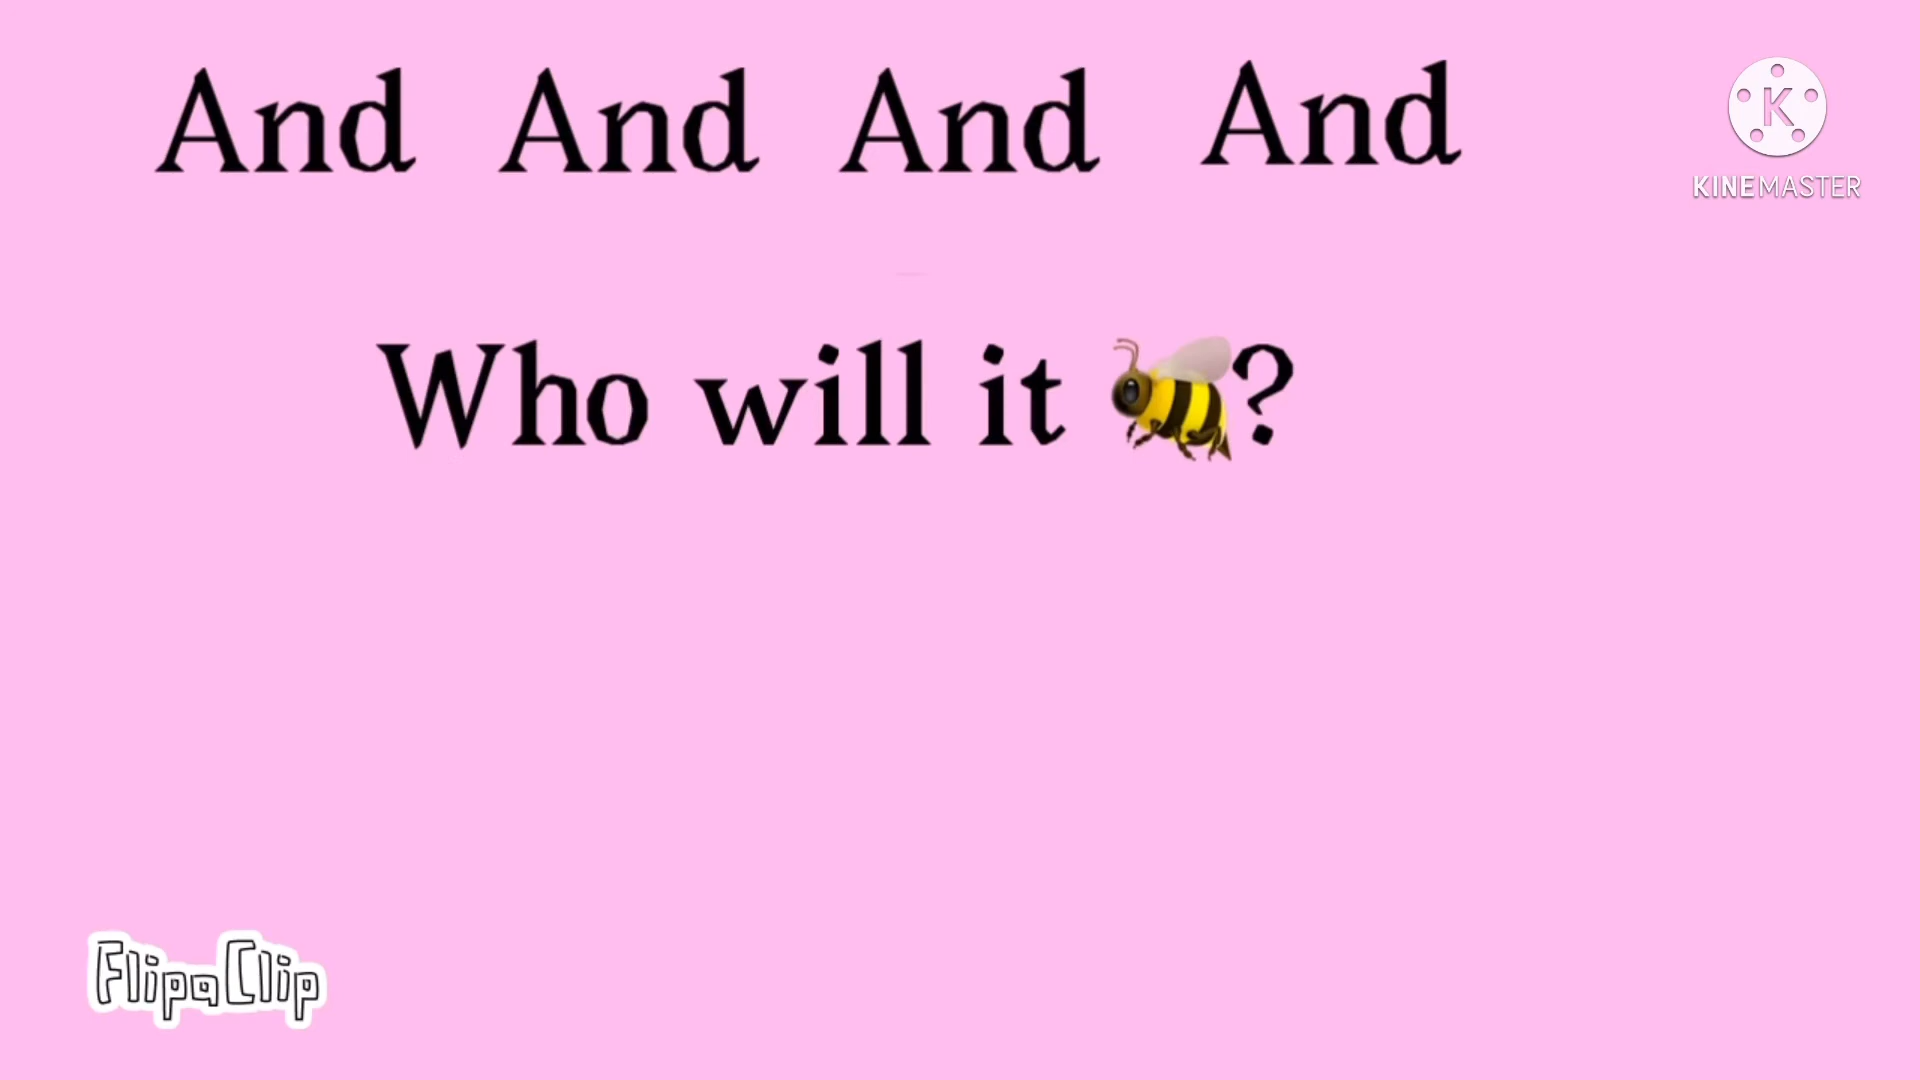 And And And And
K
KINEMASTER
Who will it 🐝?
FlipaClip